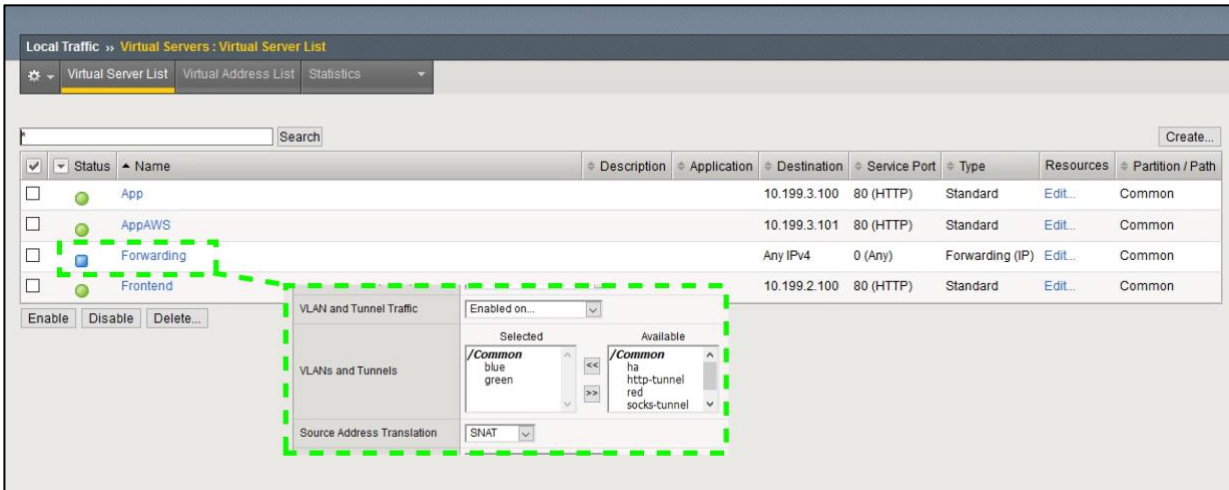 Local Traffic ›› Virtual Servers : Virtual Server List
Virtual Server List Virtual Address List Statistics
* Search Create...
Status Name Description Application Destination Service Port Type Resources Partition / Path
App 10.199.3.100 80 (HTTP) Standard Edit... Common
AppAWS 10.199.3.101 80 (HTTP) Standard Edit... Common
Forwarding Any IPv4 0 (Any) Forwarding (IP) Edit... Common
Frontend 10.199.2.100 80 (HTTP) Standard Edit... Common
Enable Disable Delete...
VLAN and Tunnel Traffic Enabled on...
Selected Available
/Common /Common
blue ha
green http-tunnel
VLANs and Tunnels << >>
red
socks-tunnel
Source Address Translation SNAT